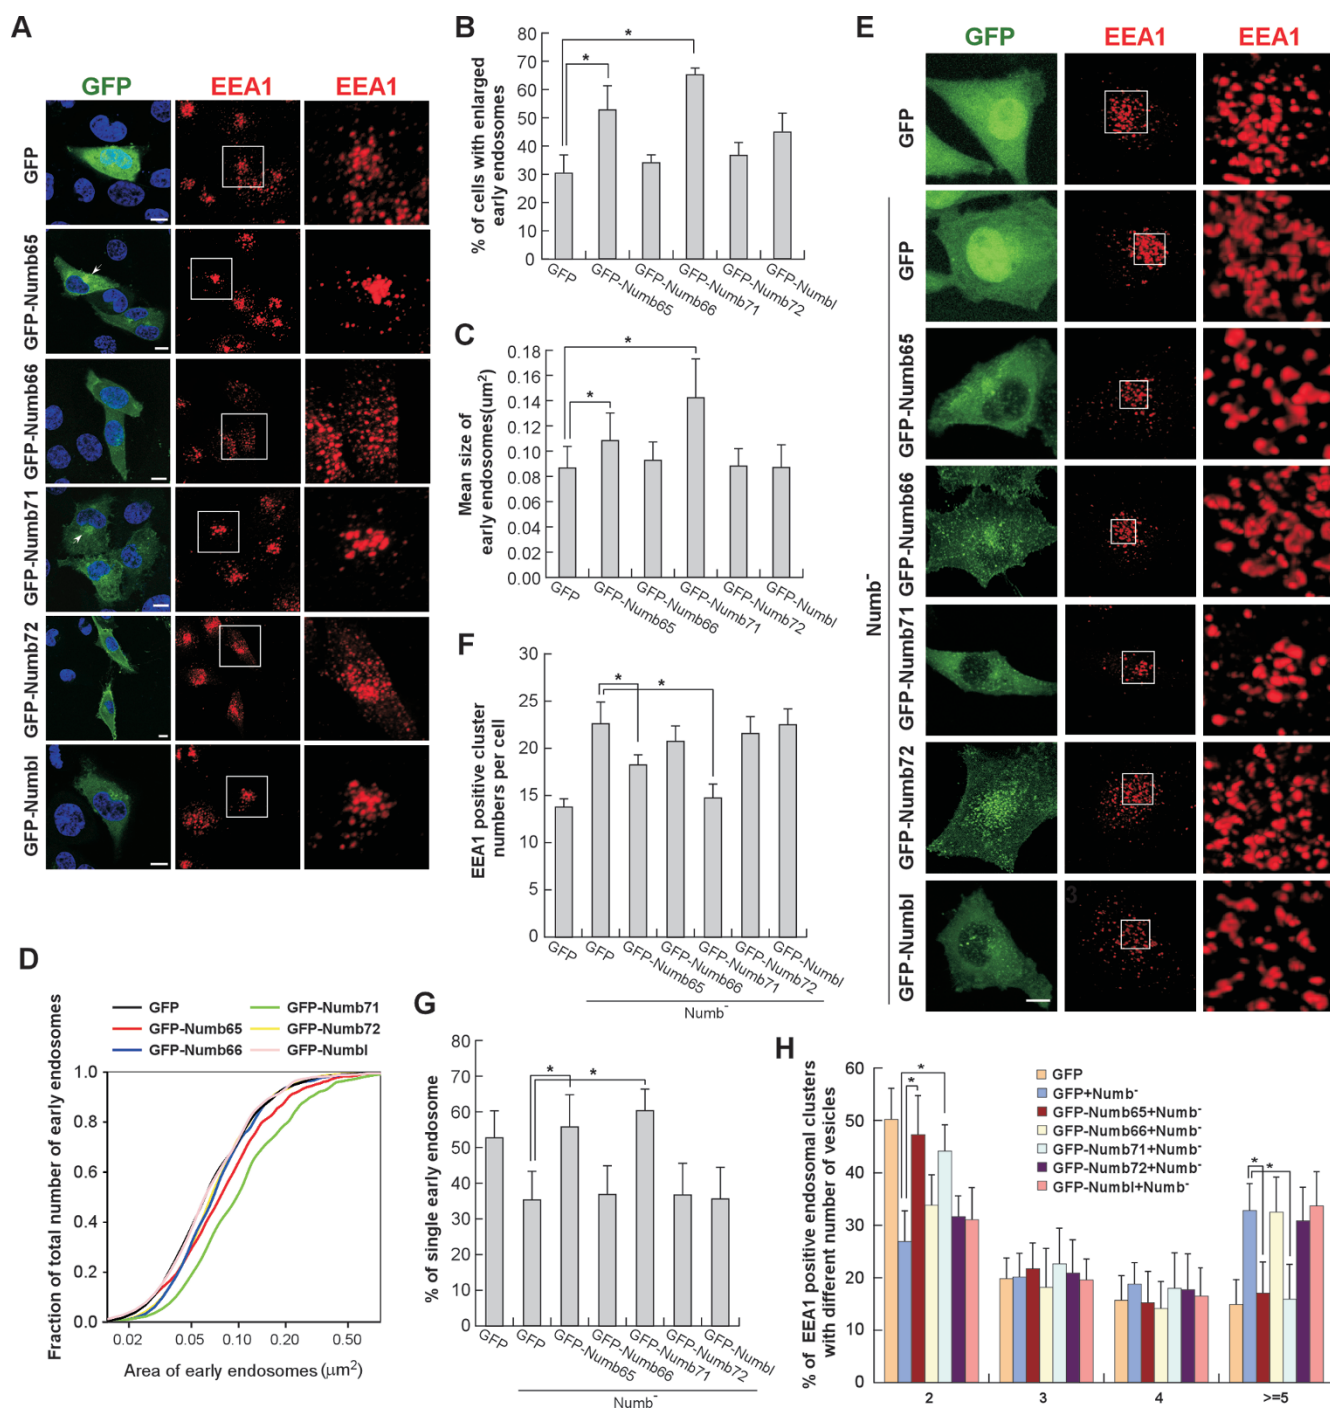 A
GFP
EEA1
EEA1
GFP
GFP-Numb65
GFP-Numb66
GFP-Numb71
GFP-Numb72
GFP-Numbl
B
% of cells with enlarged
early endosomes
80
70
60
50
40
30
20
10
0
*
*
GFP
GFP-Numb65
GFP-Numb66
GFP-Numb71
GFP-Numb72
GFP-Numbl
C
Mean size of
early endosomes(um²)
0.18
0.16
0.14
0.12
0.10
0.08
0.06
0.04
0.02
0.00
*
*
GFP
GFP-Numb65
GFP-Numb66
GFP-Numb71
GFP-Numb72
GFP-Numbl
D
GFP
GFP-Numb65
GFP-Numb66
GFP-Numb71
GFP-Numb72
GFP-Numbl
Fraction of total number of early endosomes
1.0
0.8
0.6
0.4
0.2
0.0
0.02
0.05
0.10
0.20
0.50
Area of early endosomes (μm²)
E
GFP
EEA1
EEA1
GFP
Numb⁻
GFP
GFP-Numb65
GFP-Numb66
GFP-Numb71
GFP-Numb72
GFP-Numbl
3
F
EEA1 positive cluster
numbers per cell
30
25
20
15
10
5
0
*
*
GFP
GFP
GFP-Numb65
GFP-Numb66
GFP-Numb71
GFP-Numb72
GFP-Numbl
Numb⁻
G
% of single early endosome
80
70
60
50
40
30
20
10
0
*
*
GFP
GFP
GFP-Numb65
GFP-Numb66
GFP-Numb71
GFP-Numb72
GFP-Numbl
Numb⁻
H
% of EEA1 positive endosomal clusters
with different number of vesicles
60
50
40
30
20
10
0
*
*
*
*
GFP
GFP+Numb⁻
GFP-Numb65+Numb⁻
GFP-Numb66+Numb⁻
GFP-Numb71+Numb⁻
GFP-Numb72+Numb⁻
GFP-Numbl+Numb⁻
2
3
4
>=5